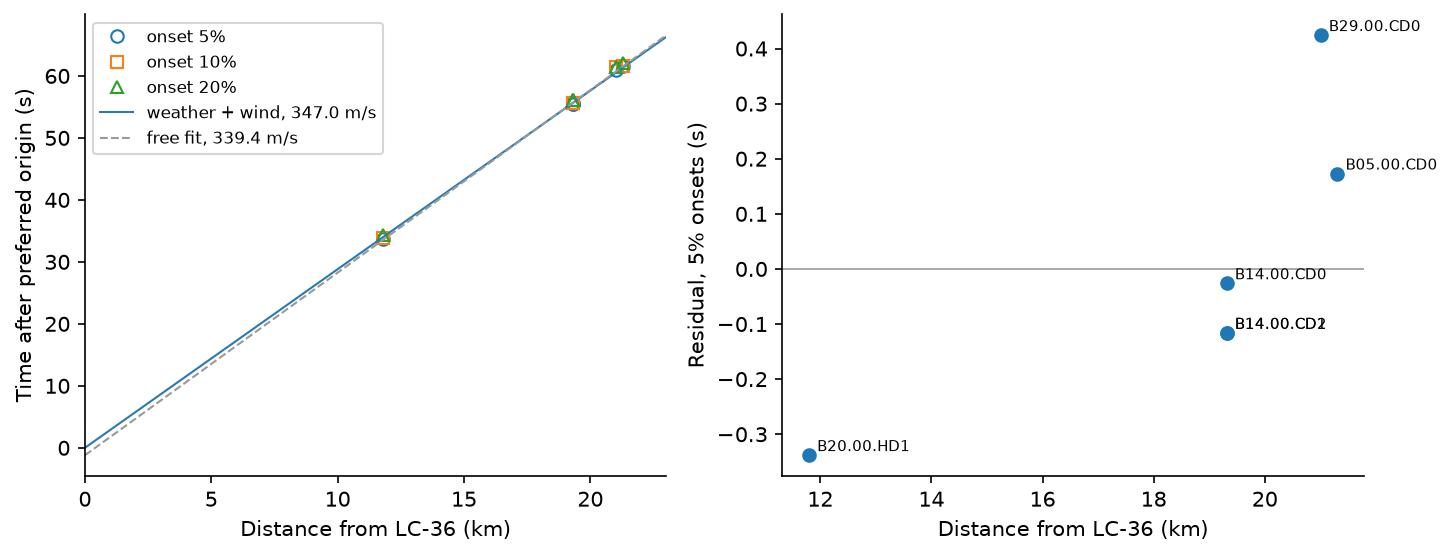 onset 5%
onset 10%
onset 20%
weather + wind, 347.0 m/s
free fit, 339.4 m/s
Time after preferred origin (s)
60
50
40
30
20
10
0
0
5
10
15
20
Distance from LC-36 (km)
Residual, 5% onsets (s)
0.4
0.3
0.2
0.1
0.0
−0.1
−0.2
−0.3
B29.00.CD0
B05.00.CD0
B14.00.CD0
B20.00.HD1
12
14
16
18
20
Distance from LC-36 (km)